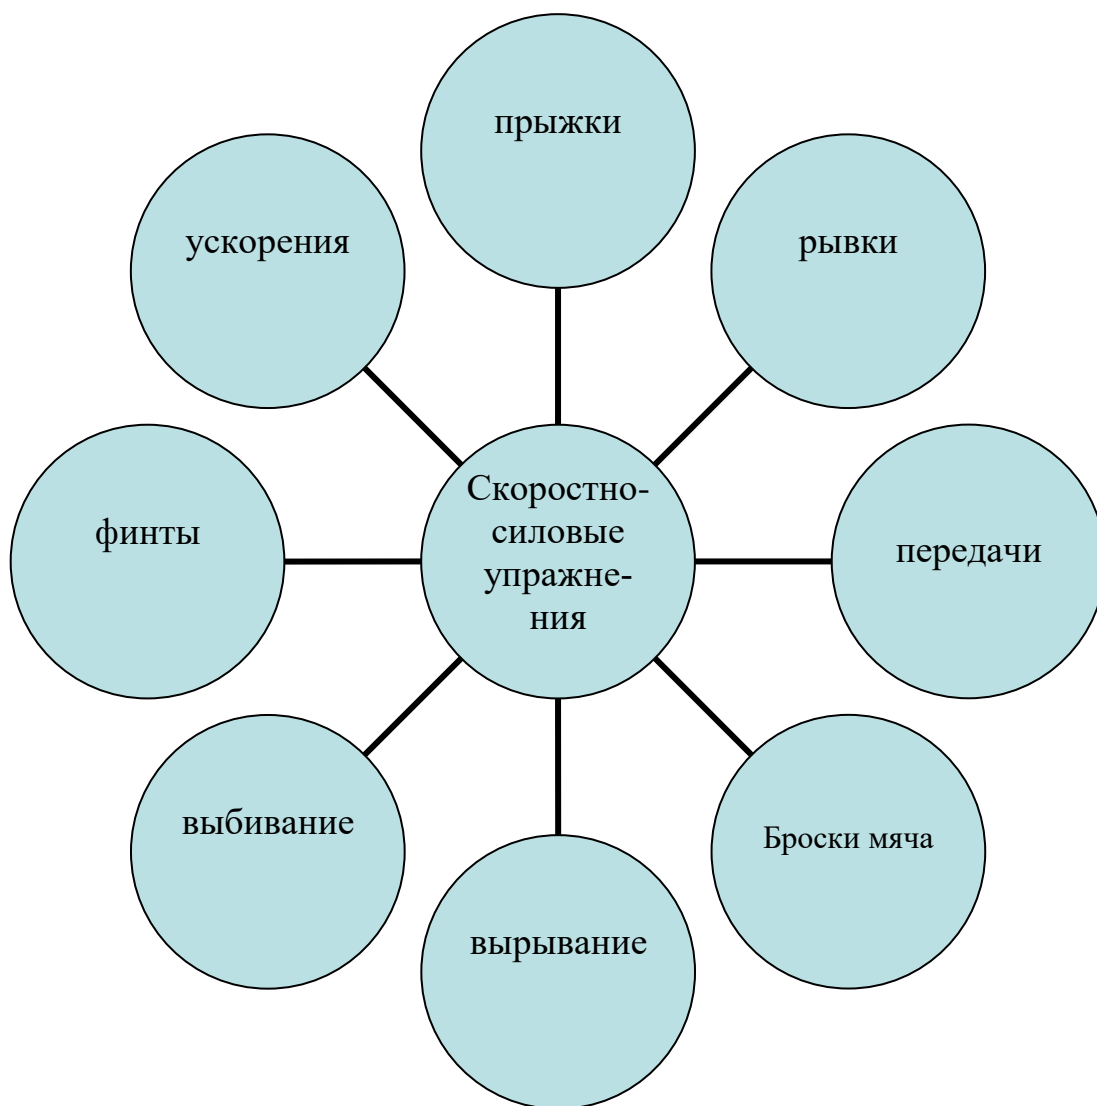 прыжки
ускорения
рывки
Скоростно-
силовые
упражне-
ния
финты
передачи
выбивание
Броски мяча
вырывание